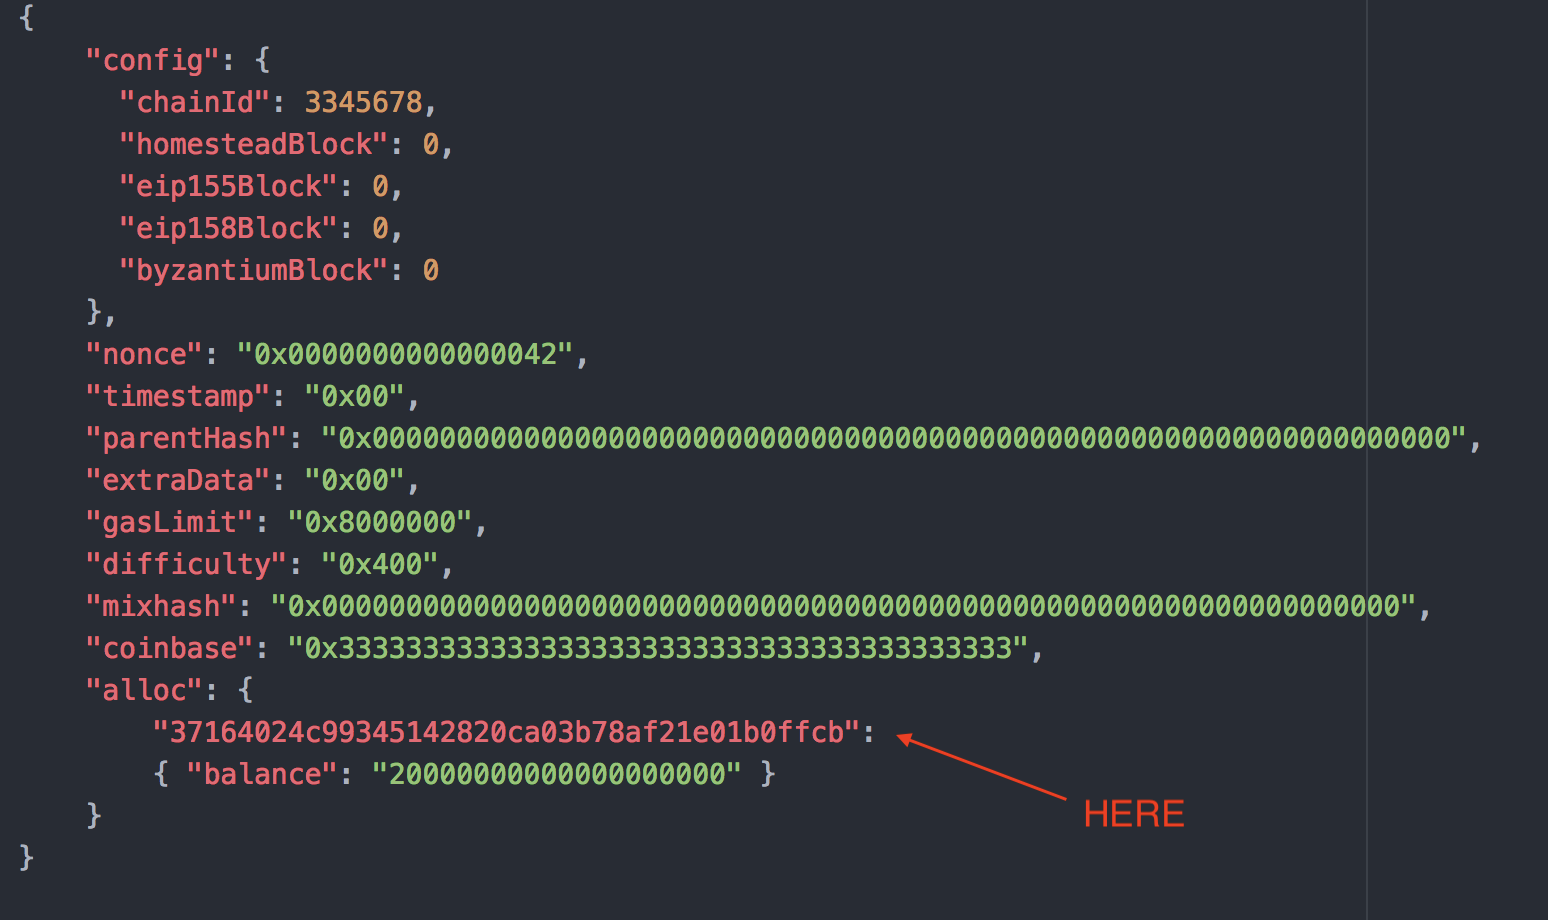 {
"config": {
"chainId": 3345678,
"homesteadBlock": 0,
"eip155Block": 0,
"eip158Block": 0,
"byzantiumBlock": 0
},
"nonce": "0x0000000000000042",
"timestamp": "0x00",
"parentHash": "0x0000000000000000000000000000000000000000000000000000000000000000",
"extraData": "0x00",
"gasLimit": "0x8000000",
"difficulty": "0x400",
"mixhash": "0x0000000000000000000000000000000000000000000000000000000000000000",
"coinbase": "0x3333333333333333333333333333333333333333",
"alloc": {
"37164024c99345142820ca03b78af21e01b0ffcb":
{ "balance": "20000000000000000000" }
HERE
}
}